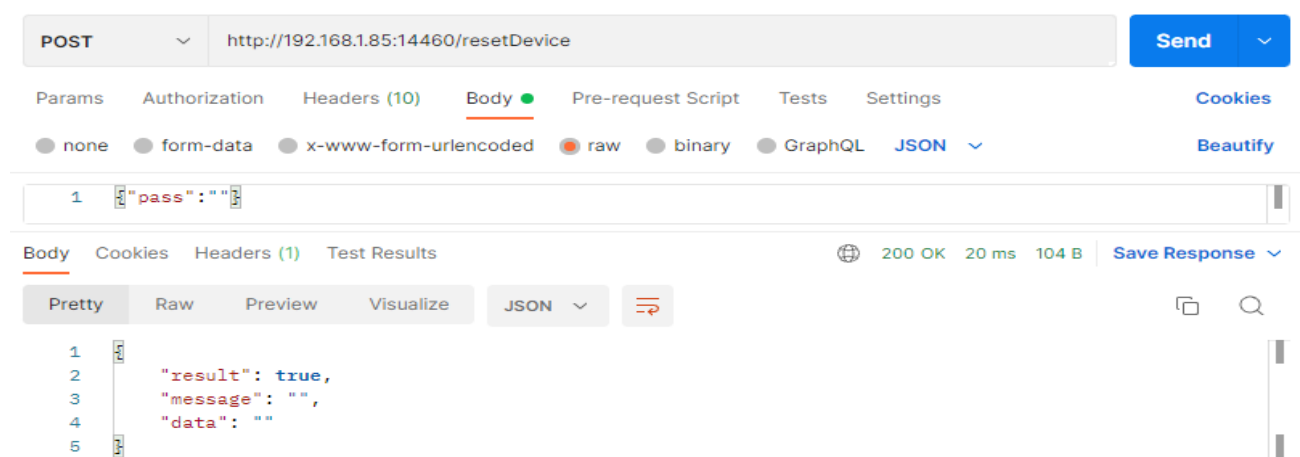 POST http://192.168.1.85:14460/resetDevice Send
Params Authorization Headers (10) Body Pre-request Script Tests Settings Cookies
none form-data x-www-form-urlencoded raw binary GraphQL JSON Beautify
1 {"pass":""}
Body Cookies Headers (1) Test Results 200 OK 20 ms 104 B Save Response
Pretty Raw Preview Visualize JSON
1 {
2 "result": true,
3 "message": "",
4 "data": ""
5 }